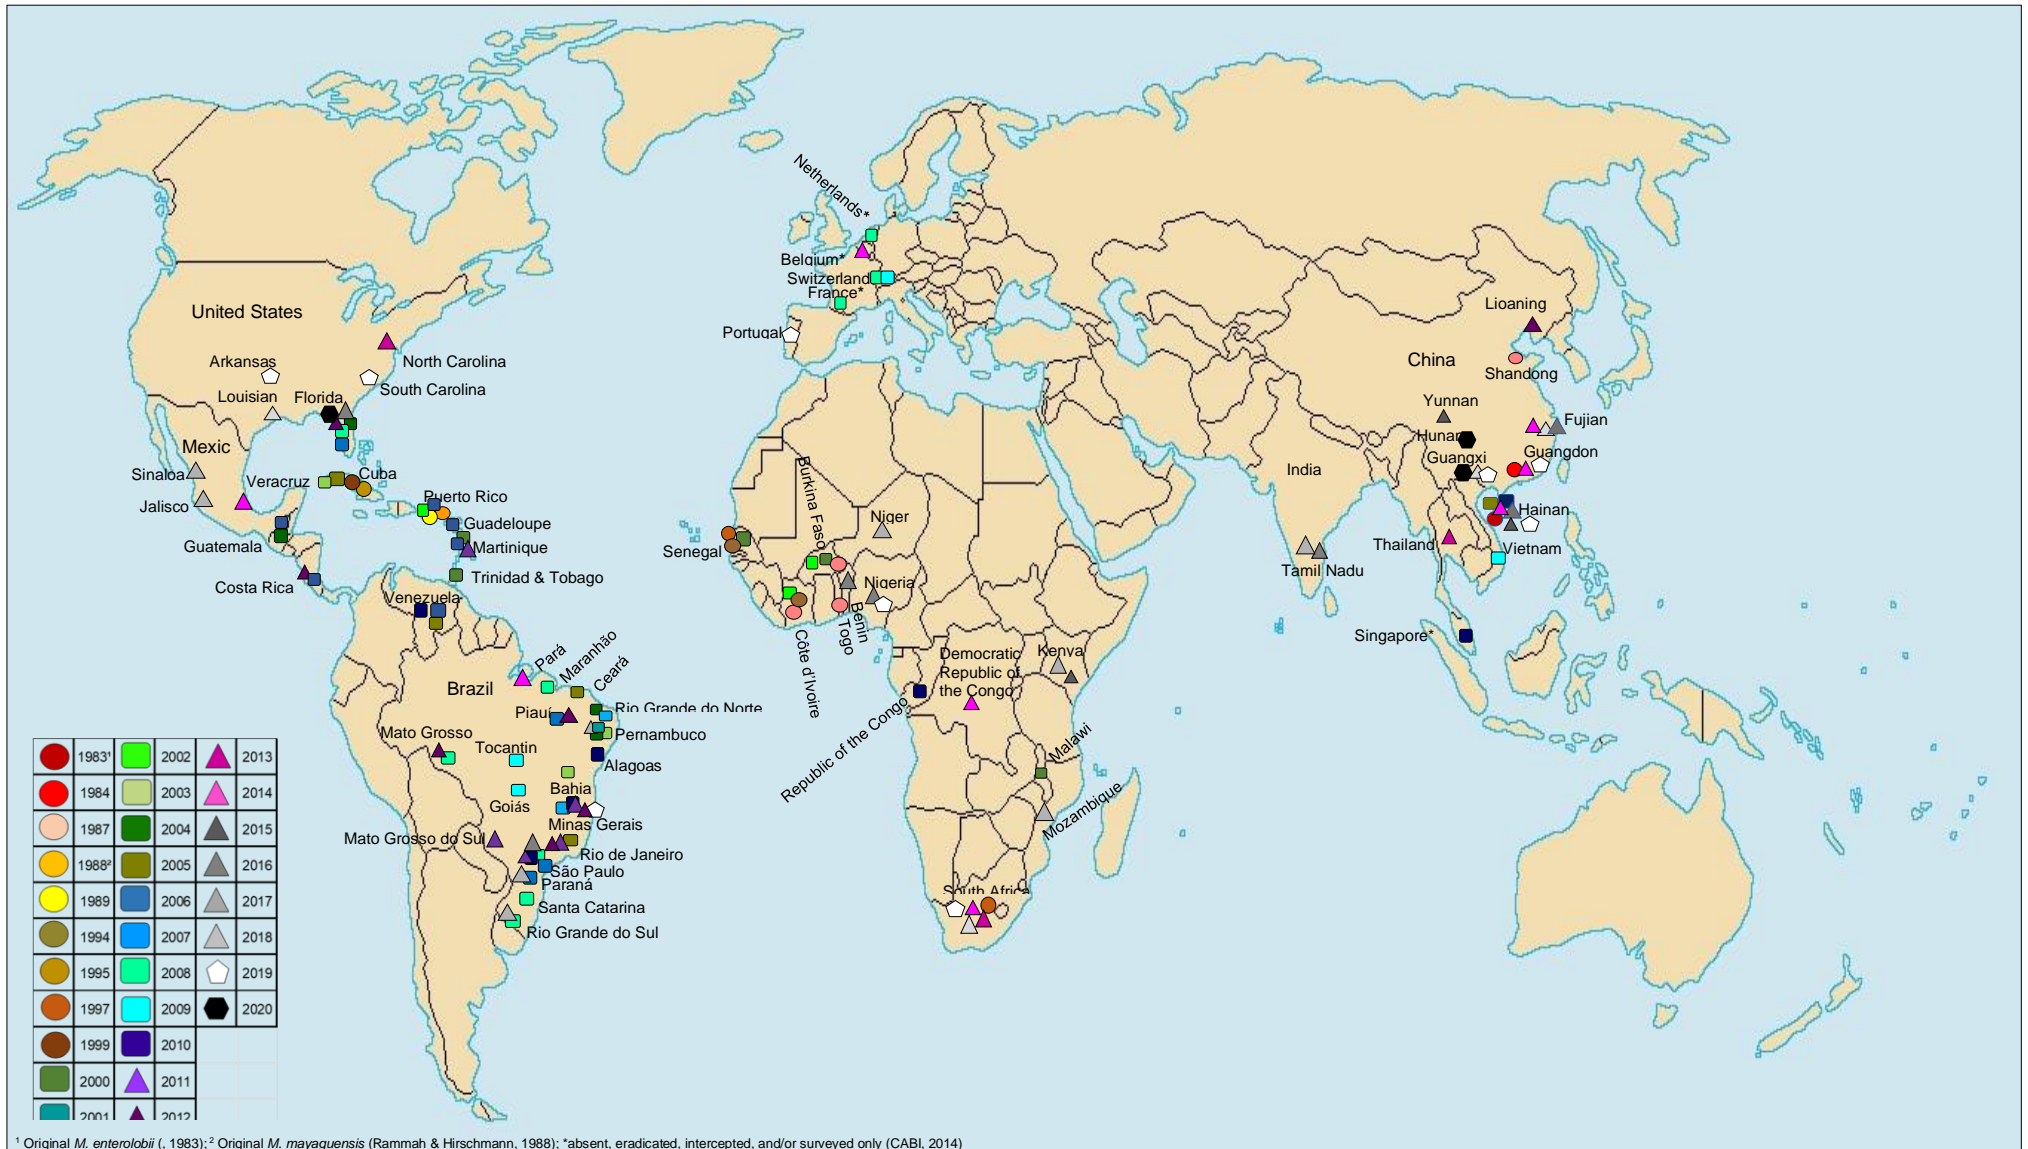 Netherlands*
Belgium*
Switzerland
France*
Portugal
United States
Arkansas
North Carolina
South Carolina
Louisian
Florida
Mexic
Sinaloa
Jalisco
Veracruz
Cuba
Puerto Rico
Guadeloupe
Martinique
Guatemala
Costa Rica
Trinidad & Tobago
Venezuela
Brazil
Pará
Maranhão
Ceará
Piauí
Rio Grande do Norte
Pernambuco
Mato Grosso
Tocantin
Alagoas
Bahia
Goiás
Minas Gerais
Mato Grosso do Sul
Rio de Janeiro
São Paulo
Paraná
Santa Catarina
Rio Grande do Sul
Senegal
Burkina Faso
Niger
Nigeria
Benin
Togo
Côte d'Ivoire
Democratic
Republic of
the Congo
Republic of the Congo
Kenya
Malawi
Mozambique
South Africa
Lioaning
China
Shandong
Yunnan
Hunan
Fujian
Guangxi
Guangdon
India
Hainan
Thailand
Vietnam
Tamil Nadu
Singapore*
1983¹ 2002 2013
1984 2003 2014
1987 2004 2015
1988² 2005 2016
1989 2006 2017
1994 2007 2018
1995 2008 2019
1997 2009 2020
1999 2010
2000 2011
2001 2012
¹ Original M. enterolobii (, 1983); ² Original M. mayaguensis (Rammah & Hirschmann, 1988); *absent, eradicated, intercepted, and/or surveyed only (CABI, 2014)